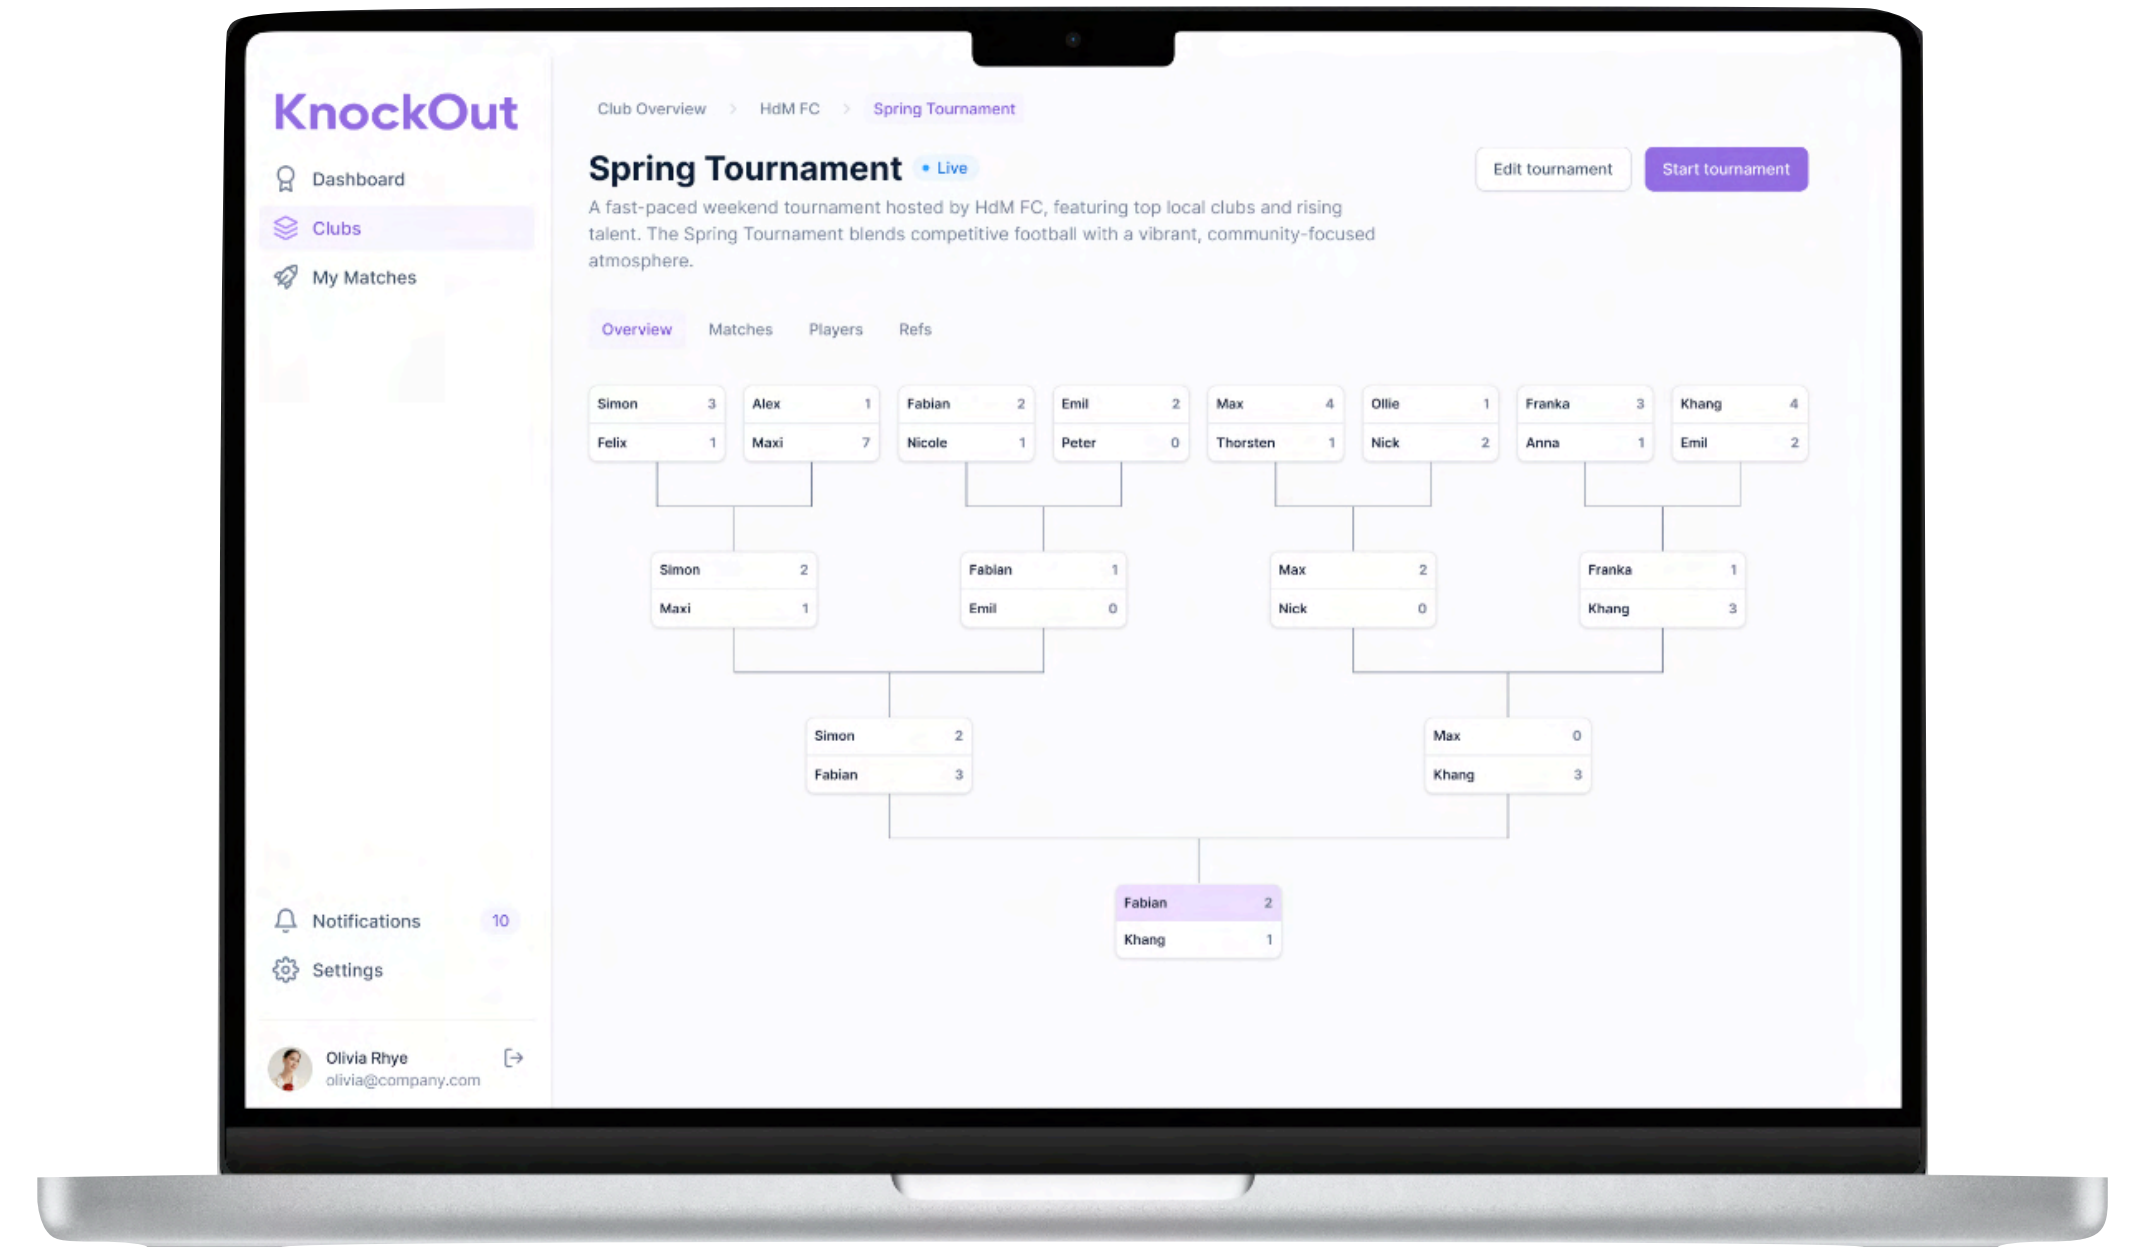 KnockOut
Dashboard
Clubs
My Matches
Notifications 10
Settings
Olivia Rhye
olivia@company.com
Club Overview > HdM FC > Spring Tournament
Spring Tournament • Live
Edit tournament Start tournament
A fast-paced weekend tournament hosted by HdM FC, featuring top local clubs and rising
talent. The Spring Tournament blends competitive football with a vibrant, community-focused
atmosphere.
Overview Matches Players Refs
Simon 3 Alex 1 Fabian 2 Emil 2 Max 4 Ollie 1 Franka 3 Khang 4
Felix 1 Maxi 7 Nicole 1 Peter 0 Thorsten 1 Nick 2 Anna 1 Emil 2
Simon 2 Fabian 1 Max 2 Franka 1
Maxi 1 Emil 0 Nick 0 Khang 3
Simon 2 Max 0
Fabian 3 Khang 3
Fabian 2
Khang 1